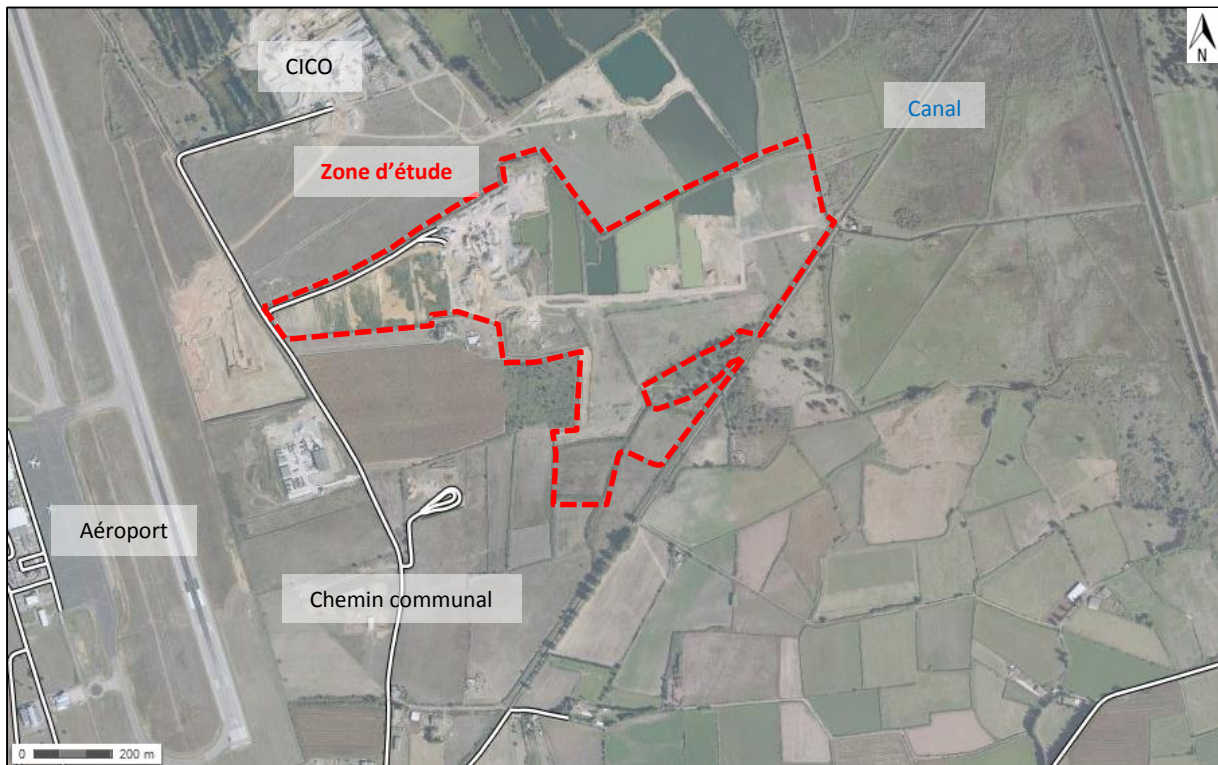 CICO
N
Canal
Zone d’étude
Aéroport
Chemin communal
0 200 m